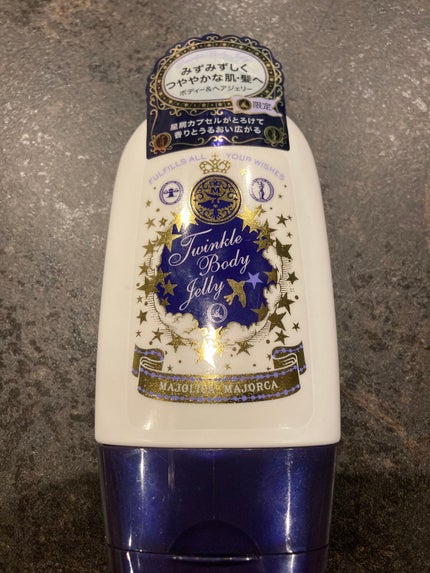 みずみずしく
つややかな肌・髪へ
ボディー&ヘアジェリー
限定
星屑カプセルがとろけて
香りとうるおい広がる
FULFILLS ALL YOUR WISHES
M
Twinkle
Body
Jelly
MAJOLICA MAJORCA